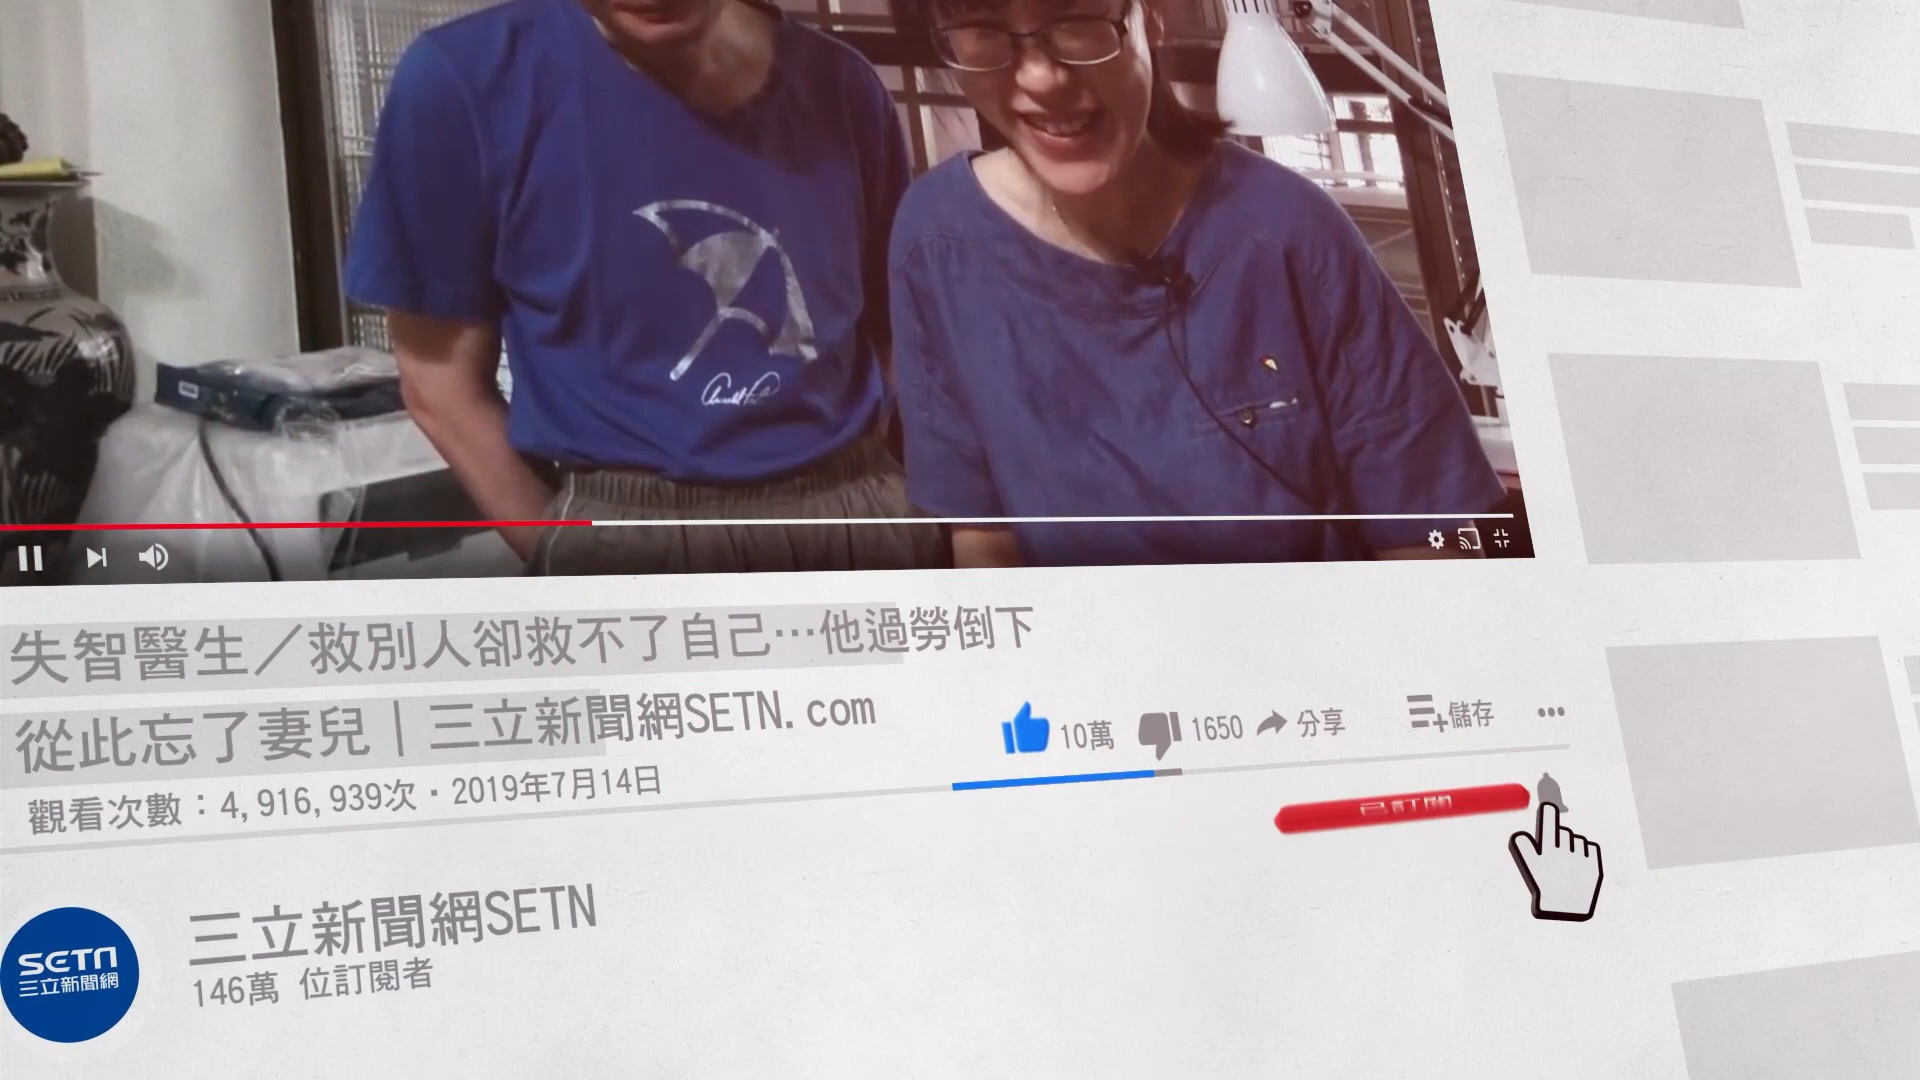 失智醫生／救別人卻救不了自己…他過勞倒下
從此忘了妻兒｜三立新聞網SETN.com
觀看次數：4,916,939次·2019年7月14日
10萬
1650
分享
儲存
已訂閱
三立新聞網SETN
146萬 位訂閱者
SETN
三立新聞網